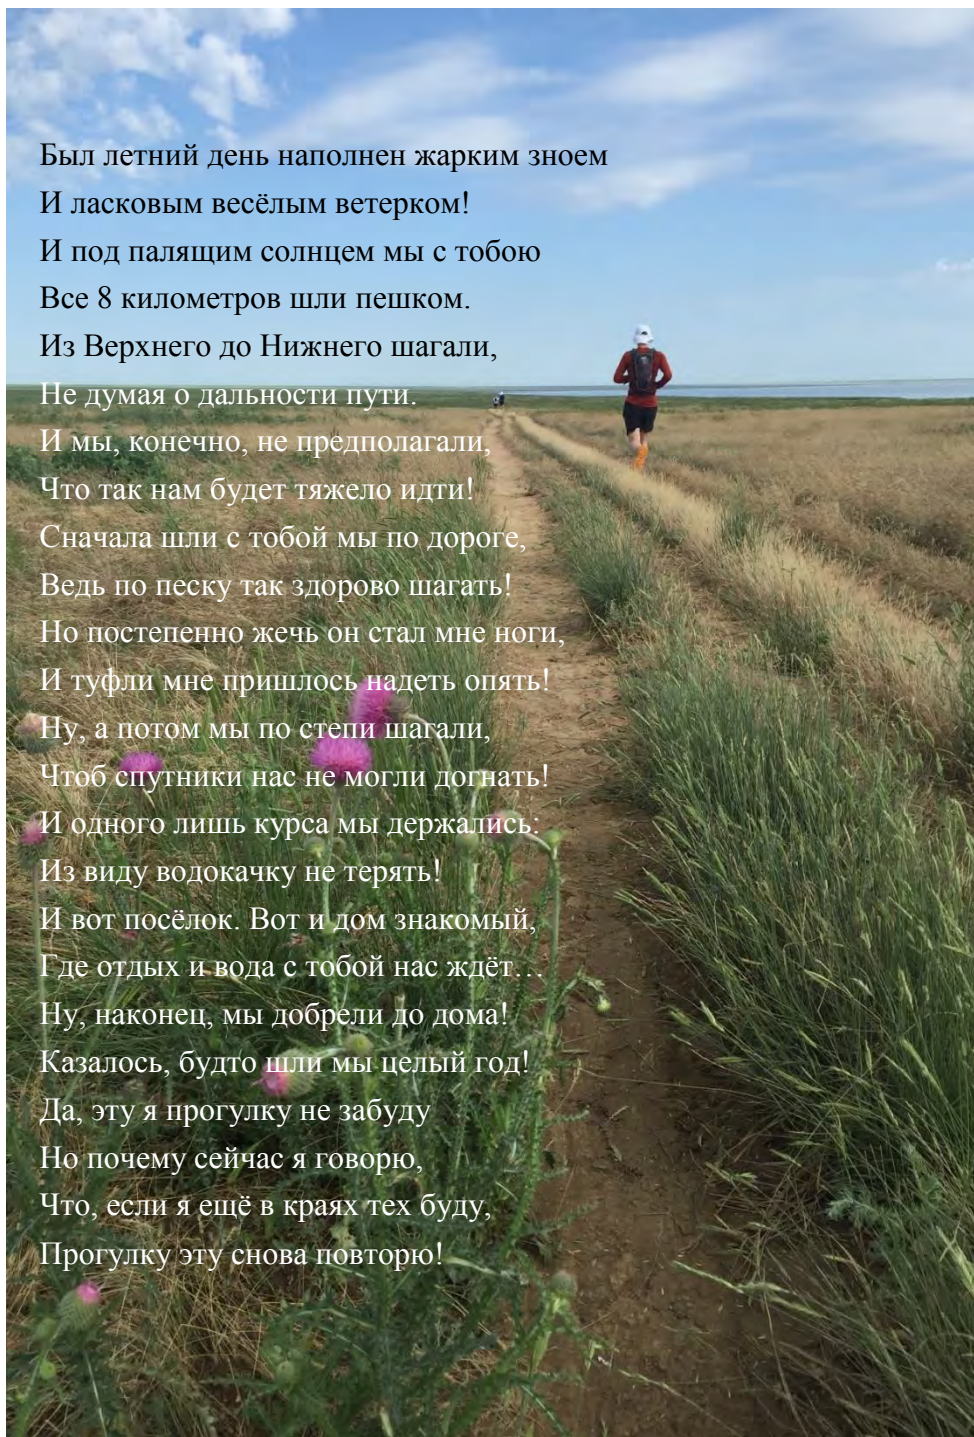 Был летний день наполнен жарким зноем
И ласковым весёлым ветерком!
И под палящим солнцем мы с тобою
Все 8 километров шли пешком.
Из Верхнего до Нижнего шагали,
Не думая о дальности пути.
И мы, конечно, не предполагали,
Что так нам будет тяжело идти!
Сначала шли с тобой мы по дороге,
Ведь по песку так здорово шагать!
Но постепенно жечь он стал мне ноги,
И туфли мне пришлось надеть опять!
Ну, а потом мы по степи шагали,
Чтоб спутники нас не могли догнать!
И одного лишь курса мы держались:
Из виду водокачку не терять!
И вот посёлок. Вот и дом знакомый,
Где отдых и вода с тобой нас ждёт…
Ну, наконец, мы добрели до дома!
Казалось, будто шли мы целый год!
Да, эту я прогулку не забуду
Но почему сейчас я говорю,
Что, если я ещё в краях тех буду,
Прогулку эту снова повторю!